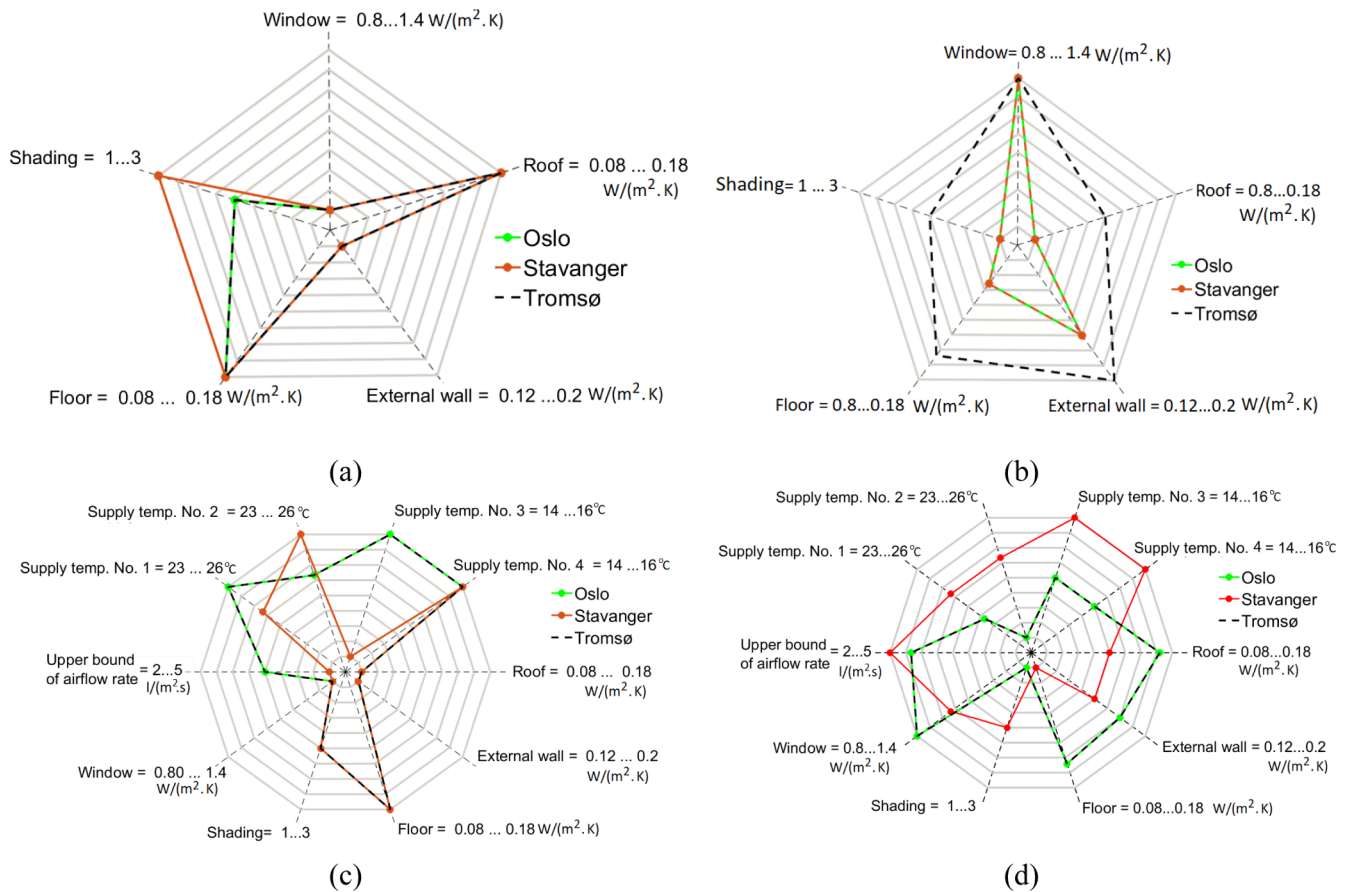 Window = 0.8...1.4 W/(m².K)
Shading = 1...3
Roof = 0.08 ... 0.18
W/(m².K)
Oslo
Stavanger
Tromsø
Floor = 0.08 ... 0.18 W/(m².K)
External wall = 0.12 ...0.2 W/(m².K)
(a)
Window= 0.8 ... 1.4 W/(m².K)
Shading= 1 ... 3
Roof = 0.8...0.18
W/(m².K)
Oslo
Stavanger
Tromsø
Floor = 0.8...0.18 W/(m².K)
External wall = 0.12...0.2 W/(m².K)
(b)
Supply temp. No. 2 = 23 ... 26℃
Supply temp. No. 3 = 14 ...16℃
Supply temp. No. 1 = 23 ... 26℃
Supply temp. No. 4 = 14 ...16℃
Oslo
Stavanger
Tromsø
Upper bound
of airflow rate
= 2...5
l/(m².s)
Roof = 0.08 ... 0.18
W/(m².K)
Window = 0.80 ... 1.4
W/(m².K)
External wall = 0.12 ... 0.2
W/(m².K)
Shading= 1...3
Floor = 0.08 ... 0.18 W/(m².K)
(c)
Supply temp. No. 2 = 23...26℃
Supply temp. No. 3 = 14...16℃
Supply temp. No. 1 = 23...26℃
Supply temp. No. 4 = 14...16℃
Oslo
Stavanger
Tromsø
Upper bound
of airflow rate
= 2...5
l/(m².s)
Roof = 0.08...0.18
W/(m².K)
Window = 0.8...1.4
W/(m².K)
External wall = 0.12...0.2
W/(m².K)
Shading = 1...3
Floor = 0.08...0.18 W/(m².K)
(d)